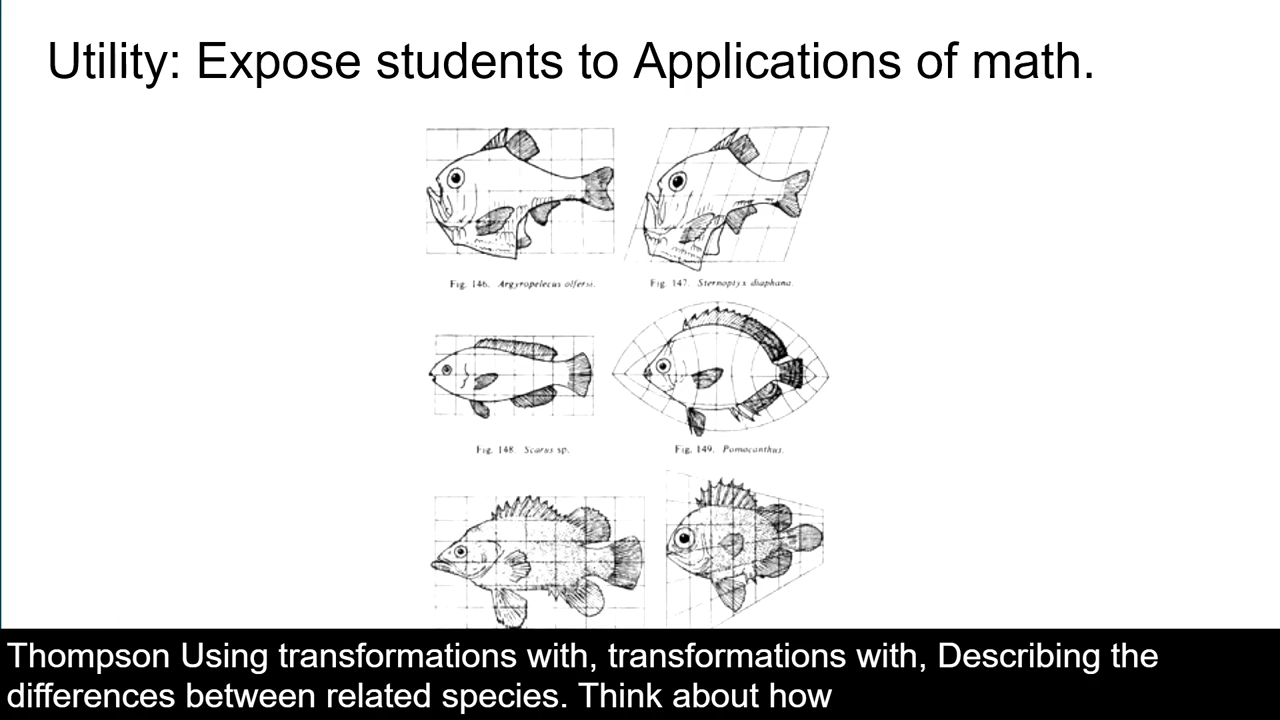 Utility: Expose students to Applications of math.
Fig. 146. Argyropelecus olfersi.
Fig. 147. Sternoptyx diaphana.
Fig. 148. Scarus sp.
Fig. 149. Pomacanthus.
Thompson Using transformations with, transformations with, Describing the
differences between related species. Think about how